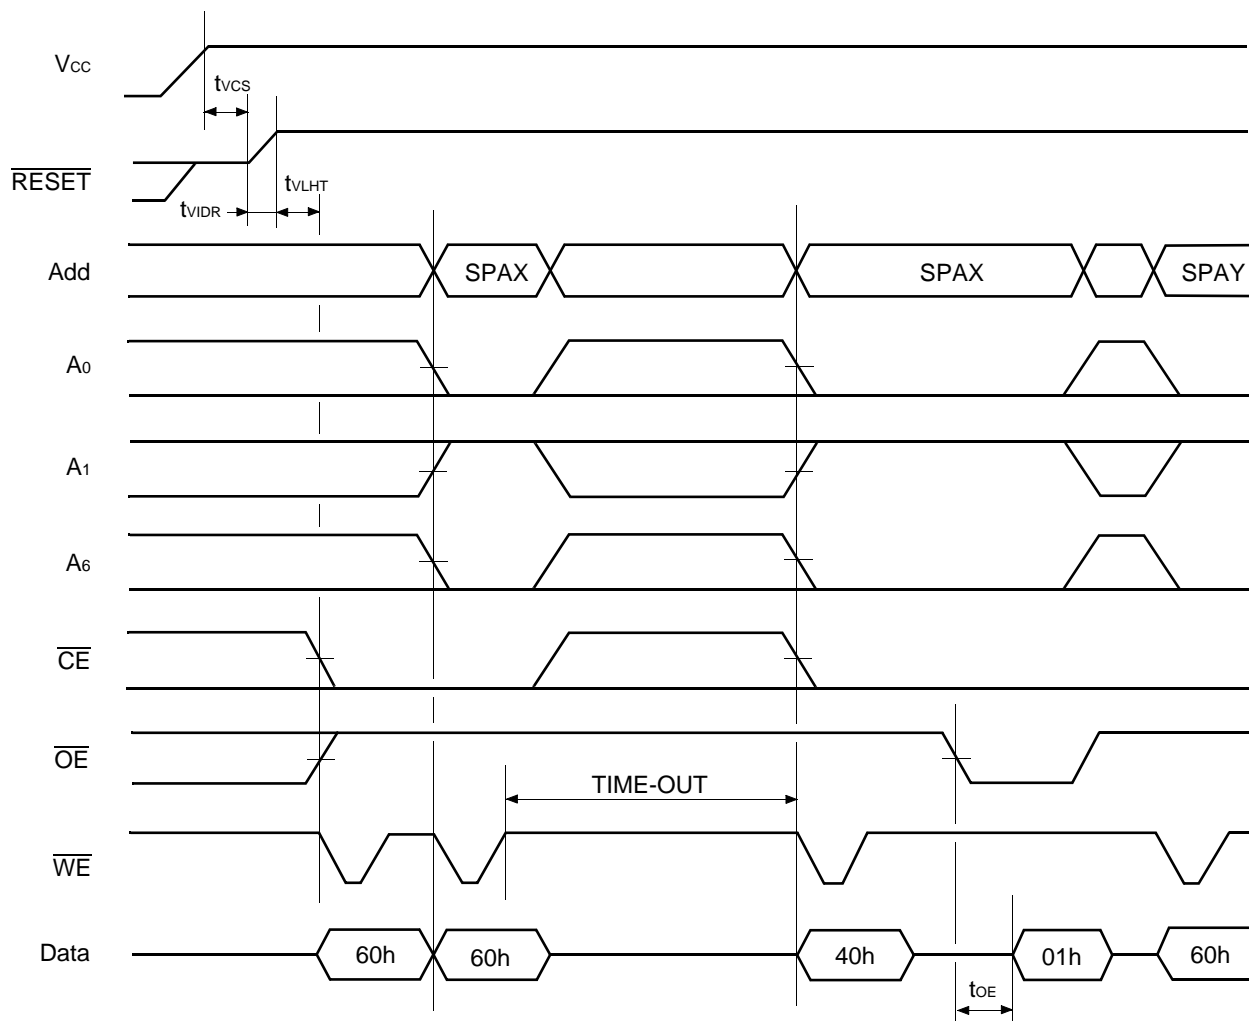 VCC
tVCS
RESET
tVLHT
tVIDR
Add
SPAX
SPAX
SPAY
A0
A1
A6
CE
OE
TIME-OUT
WE
Data
60h
60h
40h
01h
60h
tOE